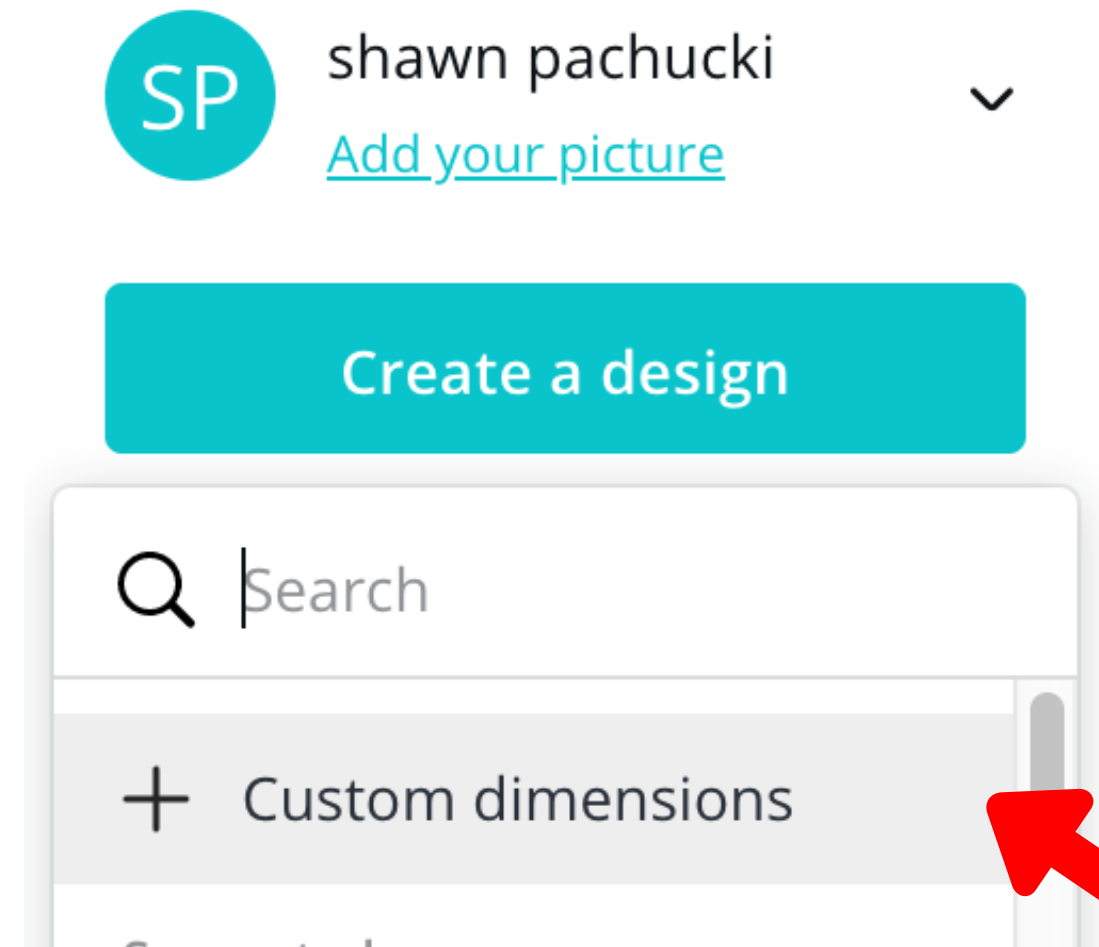 SP
shawn pachucki
Add your picture
Create a design
Search
Custom dimensions